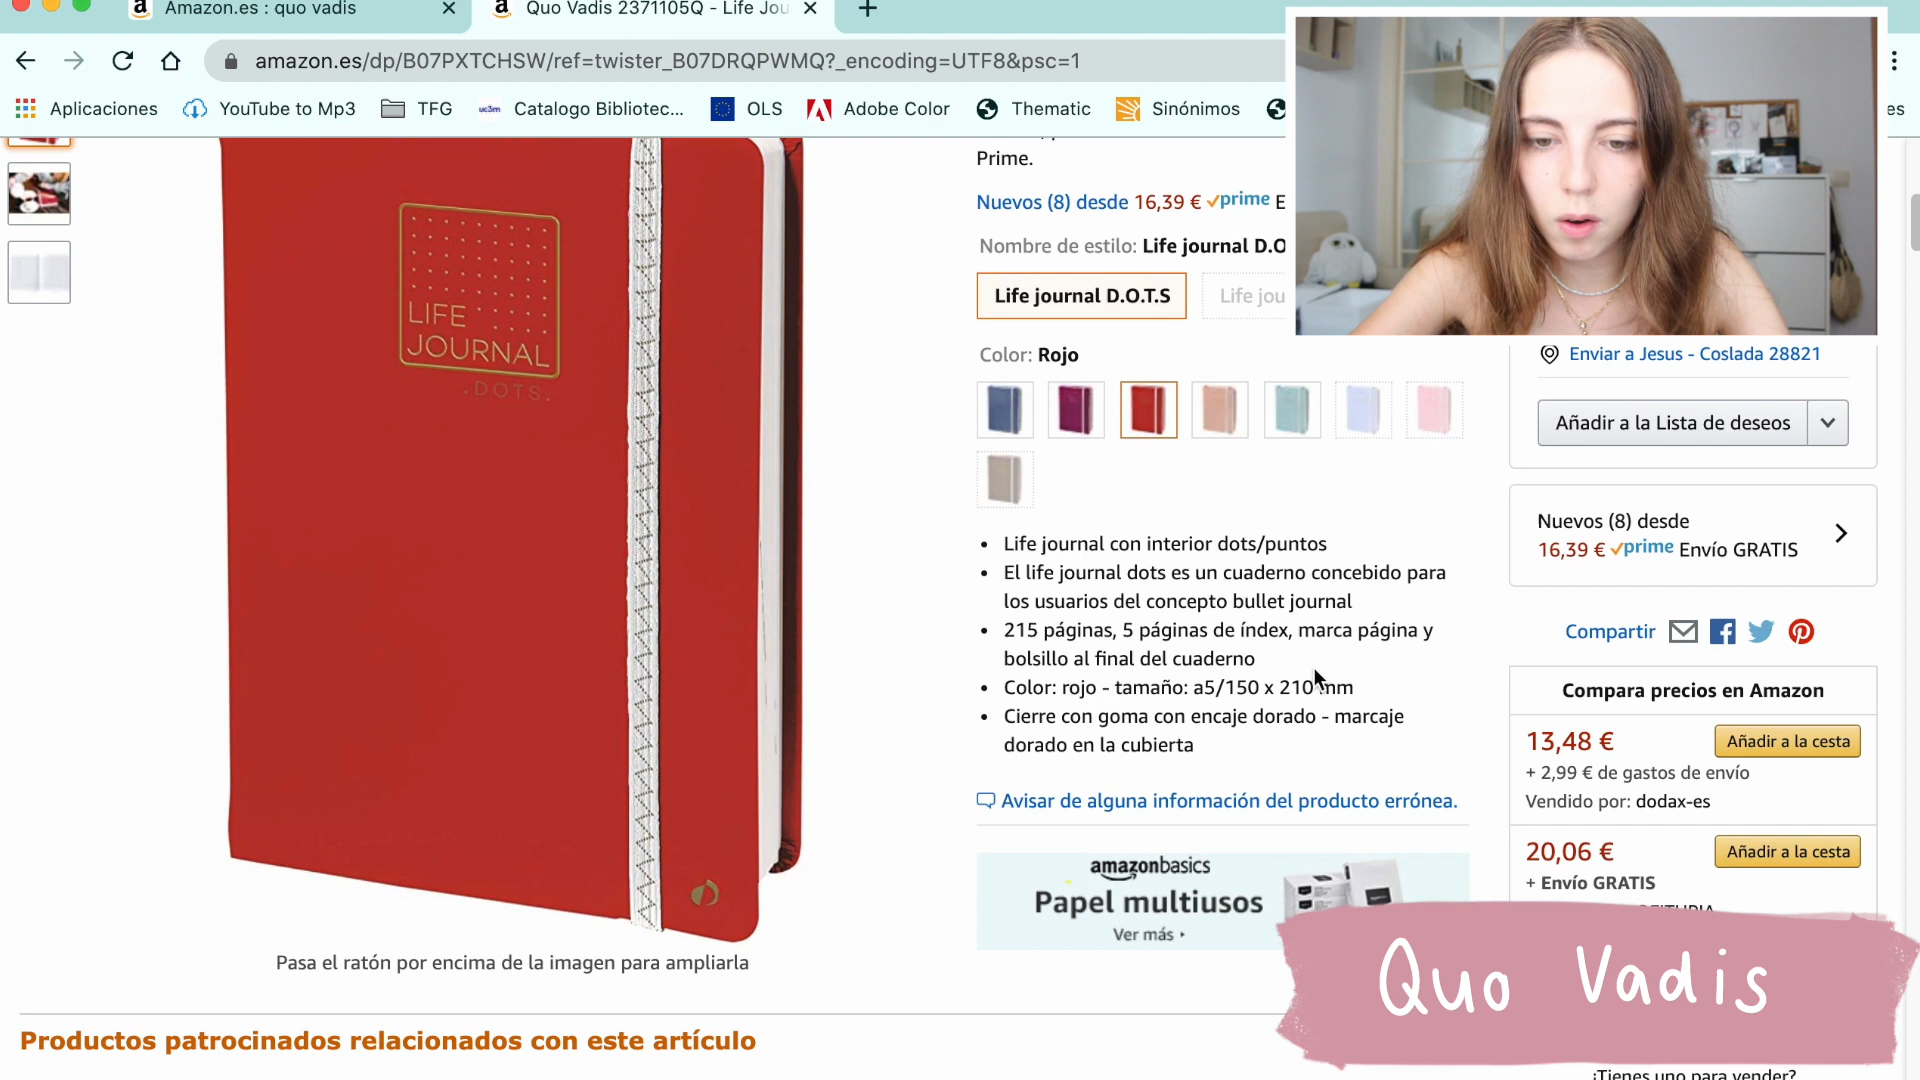 Amazon.es : quo vadis
Quo Vadis 2371105Q - Life Jou
amazon.es/dp/B07PXTCHSW/ref=twister_B07DRQPWMQ?_encoding=UTF8&psc=1
Aplicaciones
YouTube to Mp3
TFG
uc3m
Catalogo Bibliotec...
OLS
Adobe Color
Thematic
Sinónimos
es
Prime.
Nuevos (8) desde 16,39 € prime E
Nombre de estilo: Life journal D.O
Life journal D.O.T.S
Life jou
Color: Rojo
LIFE
JOURNAL
.DOTS.
Life journal con interior dots/puntos
El life journal dots es un cuaderno concebido para
los usuarios del concepto bullet journal
215 páginas, 5 páginas de índex, marca página y
bolsillo al final del cuaderno
Color: rojo - tamaño: a5/150 x 210 mm
Cierre con goma con encaje dorado - marcaje
dorado en la cubierta
Avisar de alguna información del producto errónea.
amazonbasics
Papel multiusos
Ver más
Pasa el ratón por encima de la imagen para ampliarla
Productos patrocinados relacionados con este artículo
Enviar a Jesus - Coslada 28821
Añadir a la Lista de deseos
Nuevos (8) desde
16,39 € prime Envío GRATIS
Compartir
Compara precios en Amazon
13,48 €
Añadir a la cesta
+ 2,99 € de gastos de envío
Vendido por: dodax-es
20,06 €
Añadir a la cesta
+ Envío GRATIS
Quo Vadis
¿Tienes uno para vender?